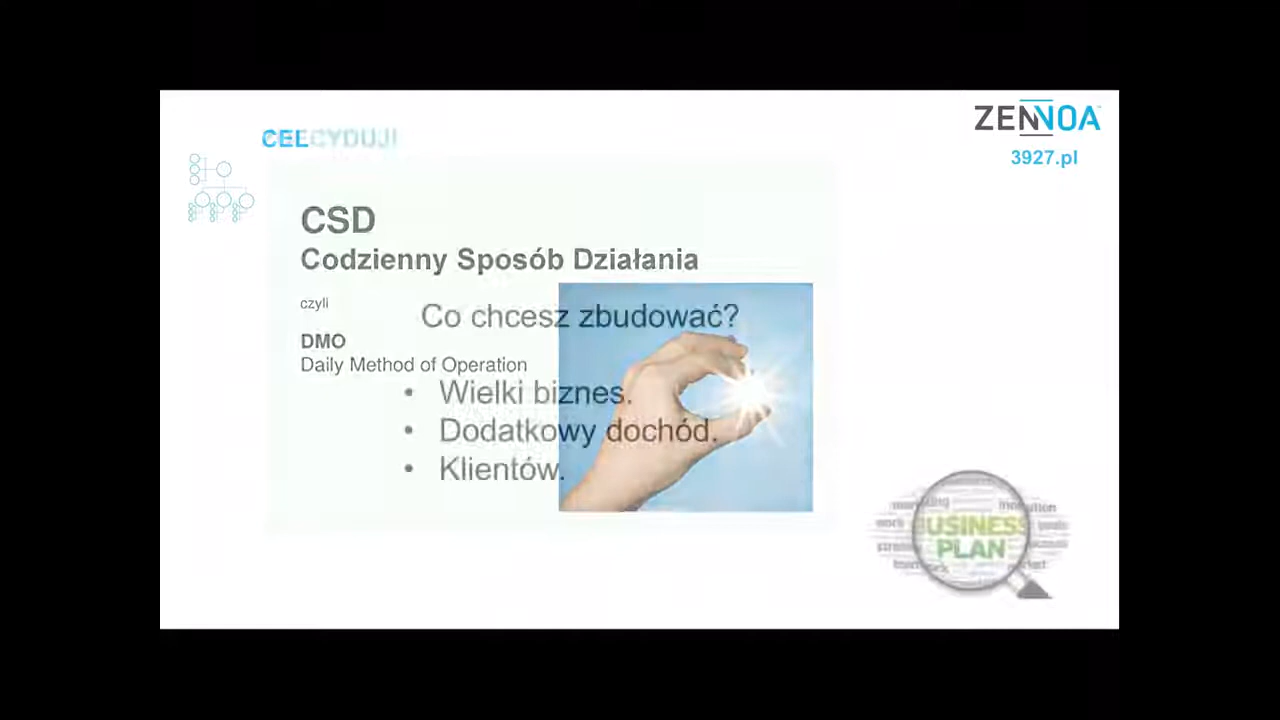 ZENNOA
3927.pl
CEL
CSD
Codzienny Sposób Działania
czyli
Co chcesz zbudować?
DMO
Daily Method of Operation
• Wielki biznes.
• Dodatkowy dochód.
• Klientów.
BUSINESS
PLAN